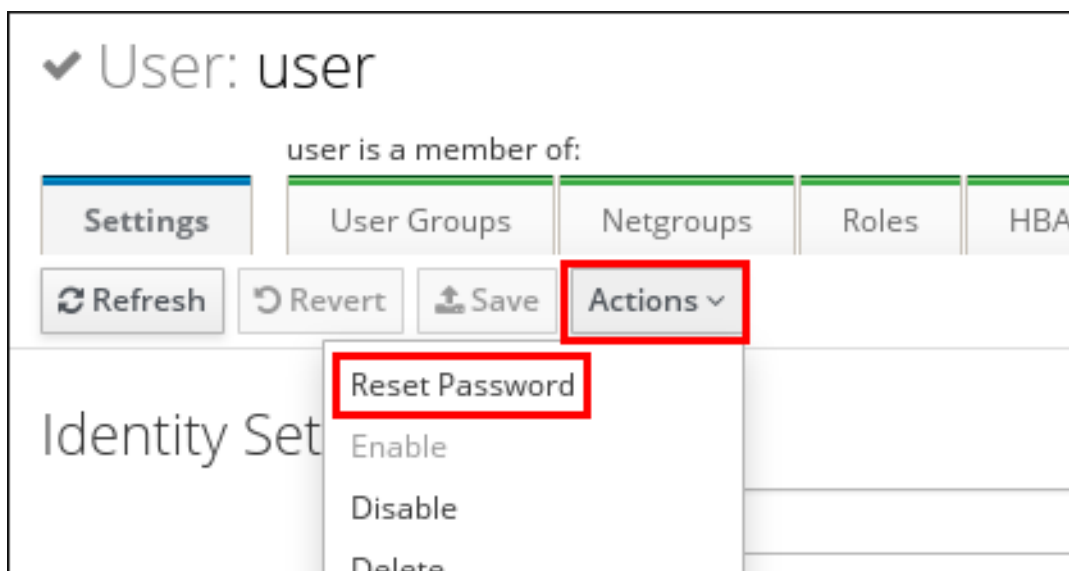 User: user
user is a member of:
Settings User Groups Netgroups Roles HBA
Refresh Revert Save Actions
Reset Password
Identity Set
Enable
Disable
Delete